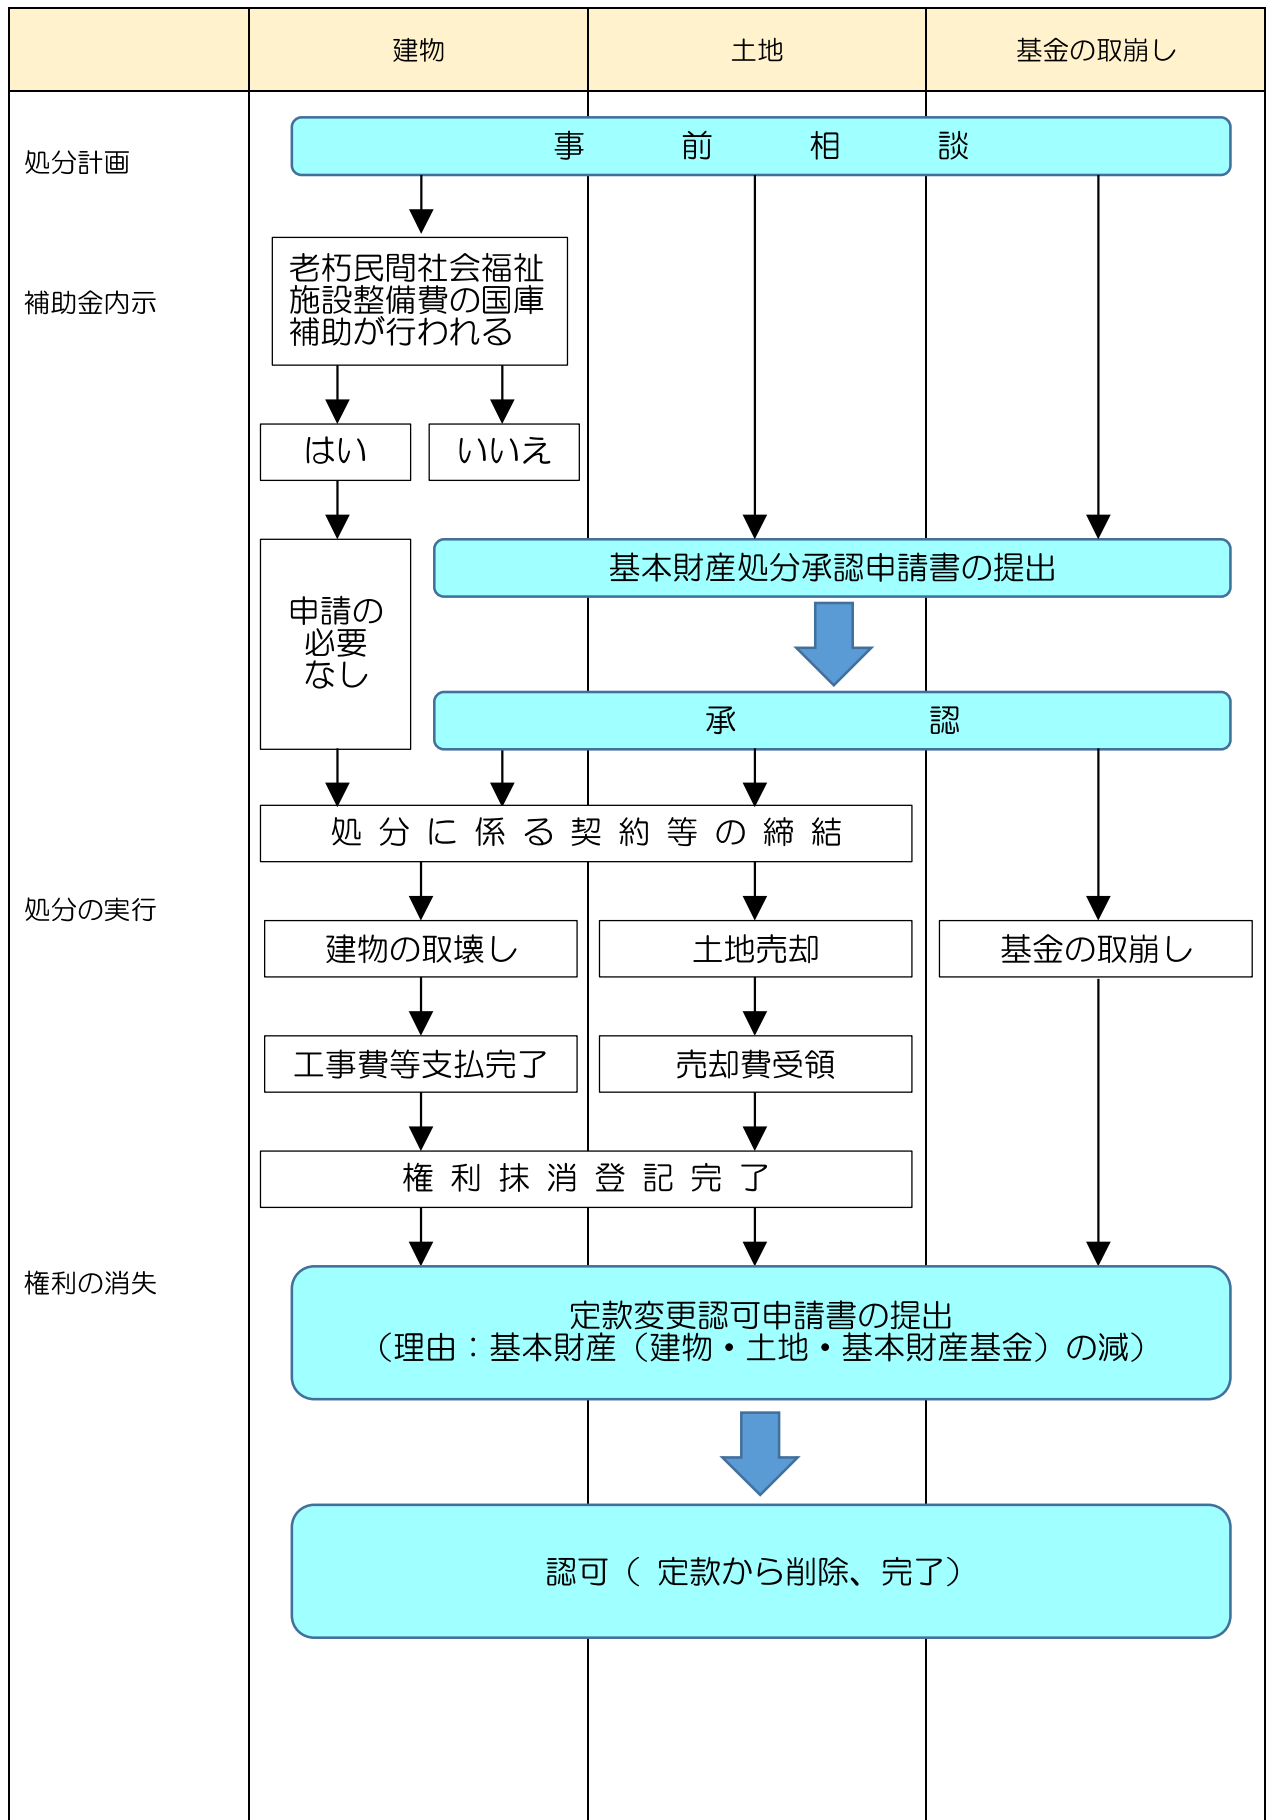 建物　土地　基金の取崩し
処分計画
事　前　相　談
補助金内示
老朽民間社会福祉
施設整備費の国庫
補助が行われる
はい　いいえ
基本財産処分承認申請書の提出
申請の
必要
なし
承　認
処分に係る契約等の締結
処分の実行
建物の取壊し　土地売却　基金の取崩し
工事費等支払完了　売却費受領
権利抹消登記完了
権利の消失
定款変更認可申請書の提出
（理由：基本財産（建物・土地・基本財産基金）の減）
認可（ 定款から削除、完了）